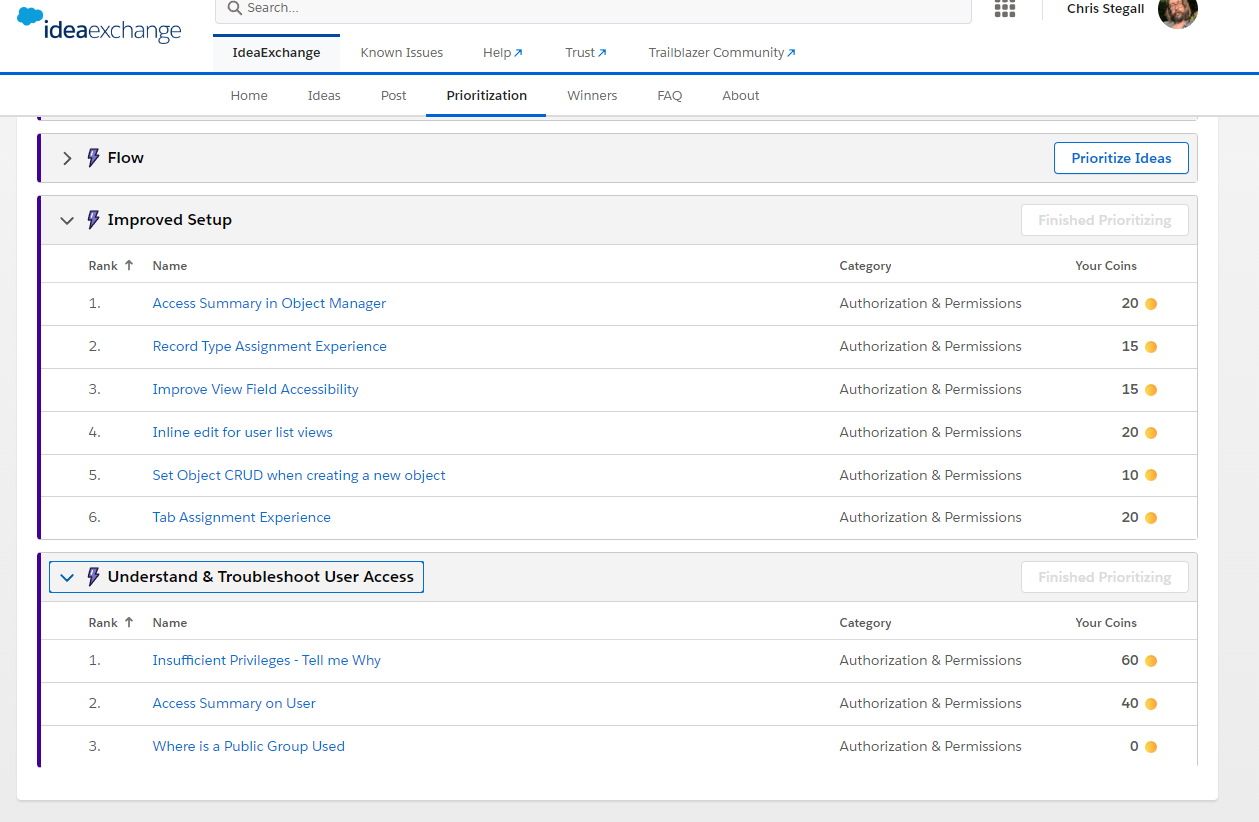 Search...
Chris Stegall
ideaexchange
IdeaExchange Known Issues Help Trust Trailblazer Community
Home Ideas Post Prioritization Winners FAQ About
Flow Prioritize Ideas
Improved Setup Finished Prioritizing
Rank Name Category Your Coins
1. Access Summary in Object Manager Authorization & Permissions 20
2. Record Type Assignment Experience Authorization & Permissions 15
3. Improve View Field Accessibility Authorization & Permissions 15
4. Inline edit for user list views Authorization & Permissions 20
5. Set Object CRUD when creating a new object Authorization & Permissions 10
6. Tab Assignment Experience Authorization & Permissions 20
Understand & Troubleshoot User Access Finished Prioritizing
Rank Name Category Your Coins
1. Insufficient Privileges - Tell me Why Authorization & Permissions 60
2. Access Summary on User Authorization & Permissions 40
3. Where is a Public Group Used Authorization & Permissions 0